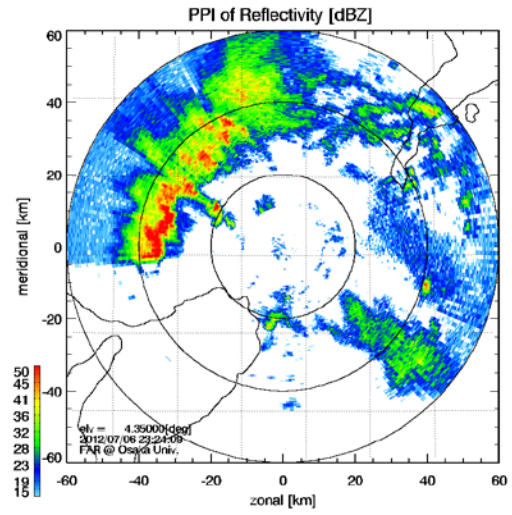 PPI of Reflectivity [dBZ]
60
40
20
0
-20
-40
-60
meridional [km]
50
45
41
36
32
28
23
19
15
elv = 4.35000[deg]
2012/07/06 23:24:09
FAR @ Osaka Univ.
-60 -40 -20 0 20 40 60
zonal [km]